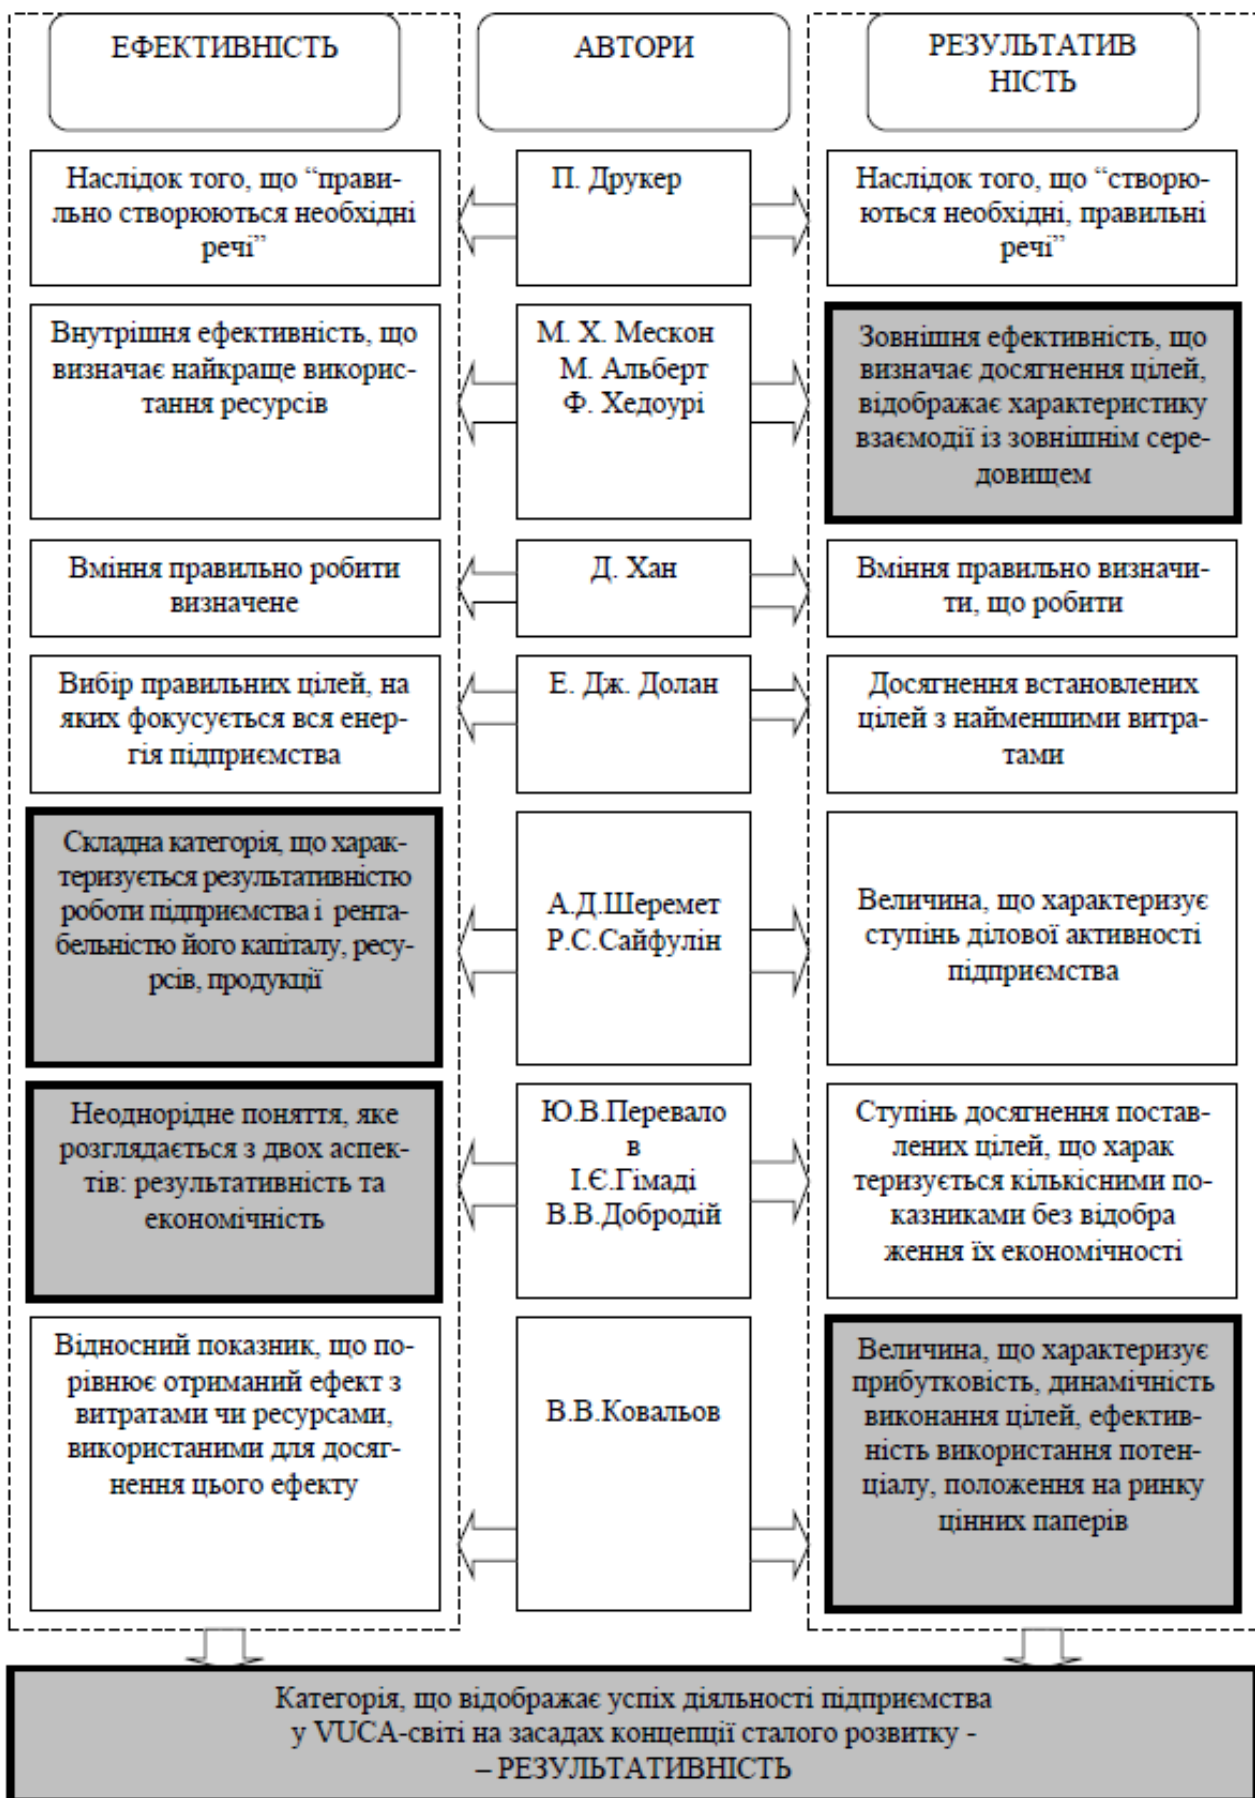 ЕФЕКТИВНІСТЬ
АВТОРИ
РЕЗУЛЬТАТИВ
НІСТЬ
Наслідок того, що “прави-
льно створюються необхідні
речі”
П. Друкер
Наслідок того, що “створю-
ються необхідні, правильні
речі”
Внутрішня ефективність, що
визначає найкраще викорис-
тання ресурсів
М. Х. Мескон
М. Альберт
Ф. Хедоурі
Зовнішня ефективність, що
визначає досягнення цілей,
відображає характеристику
взаємодії із зовнішнім сере-
довищем
Вміння правильно робити
визначене
Д. Хан
Вміння правильно визначи-
ти, що робити
Вибір правильних цілей, на
яких фокусується вся енер-
гія підприємства
Е. Дж. Долан
Досягнення встановлених
цілей з найменшими витра-
тами
Складна категорія, що харак-
теризується результативністю
роботи підприємства і рента-
бельністю його капіталу, ресу-
рсів, продукції
А.Д.Шеремет
Р.С.Сайфулін
Величина, що характеризує
ступінь ділової активності
підприємства
Неоднорідне поняття, яке
розглядається з двох аспек-
тів: результативність та
економічність
Ю.В.Перевало
в
І.Є.Гімаді
В.В.Добродій
Ступінь досягнення постав-
лених цілей, що харак
теризується кількісними по-
казниками без відобра
ження їх економічності
Відносний показник, що по-
рівнює отриманий ефект з
витратами чи ресурсами,
використаними для досяг-
нення цього ефекту
В.В.Ковальов
Величина, що характеризує
прибутковість, динамічність
виконання цілей, ефектив-
ність використання потен-
ціалу, положення на ринку
цінних паперів
Категорія, що відображає успіх діяльності підприємства
у VUCA-світі на засадах концепції сталого розвитку -
– РЕЗУЛЬТАТИВНІСТЬ